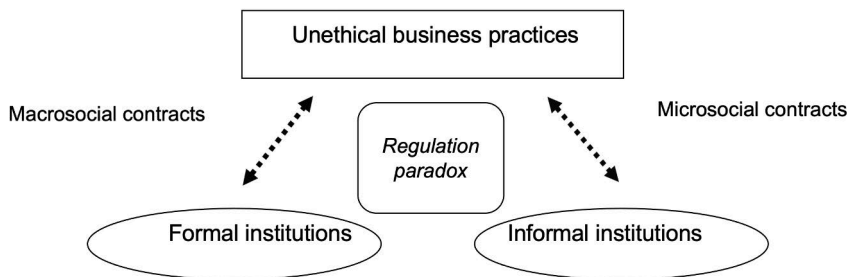 Unethical business practices
Macrosocial contracts
Microsocial contracts
Regulation
paradox
Formal institutions
Informal institutions